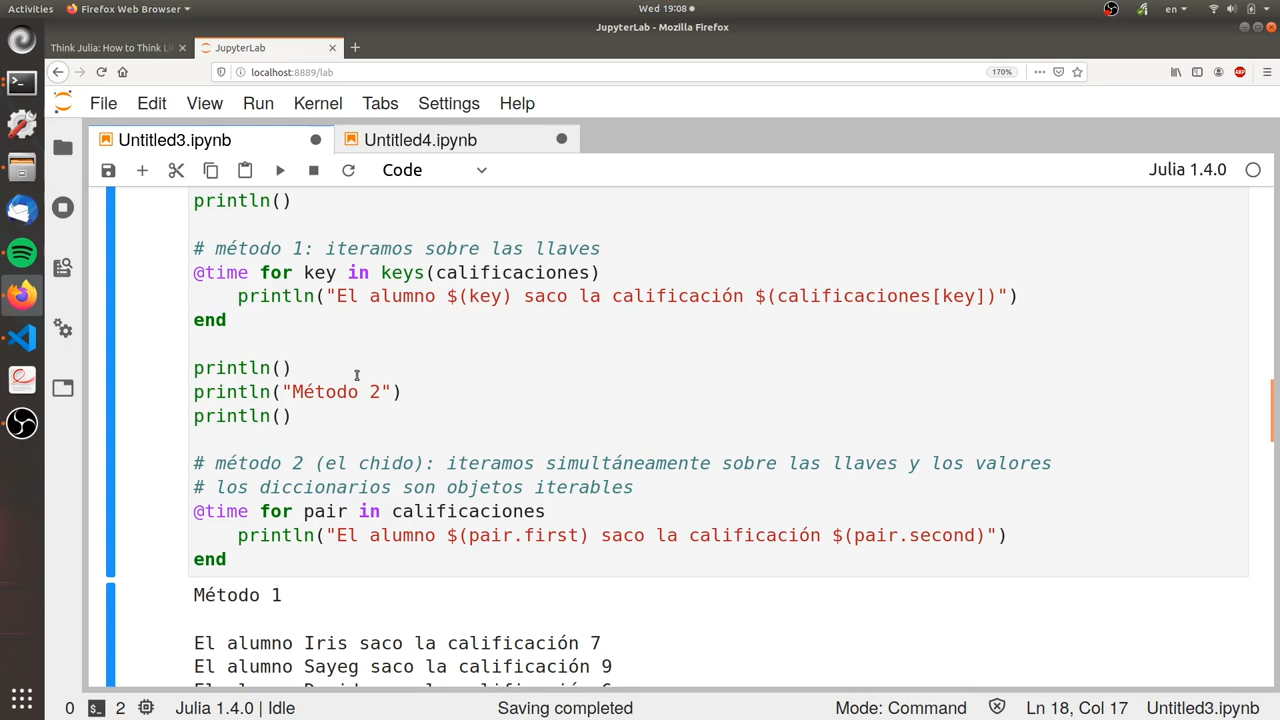 Activities Firefox Web Browser Wed 19:08 en
JupyterLab - Mozilla Firefox
Think Julia: How to Think Li JupyterLab
localhost:8889/lab 170% ABP
File Edit View Run Kernel Tabs Settings Help
Untitled3.ipynb Untitled4.ipynb
Code Julia 1.4.0
println()
# método 1: iteramos sobre las llaves
@time for key in keys(calificaciones)
println("El alumno $(key) saco la calificación $(calificaciones[key])")
end
println()
println("Método 2")
println()
# método 2 (el chido): iteramos simultáneamente sobre las llaves y los valores
# los diccionarios son objetos iterables
@time for pair in calificaciones
println("El alumno $(pair.first) saco la calificación $(pair.second)")
end
Método 1
El alumno Iris saco la calificación 7
El alumno Sayeg saco la calificación 9
0 2 Julia 1.4.0 | Idle Saving completed Mode: Command Ln 18, Col 17 Untitled3.ipynb